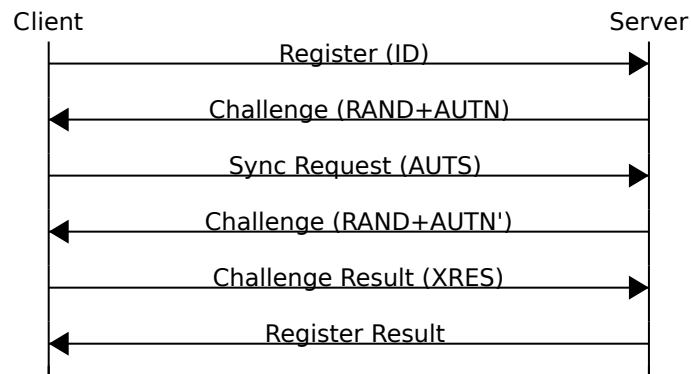 Client
Server
Register (ID)
Challenge (RAND+AUTN)
Sync Request (AUTS)
Challenge (RAND+AUTN')
Challenge Result (XRES)
Register Result